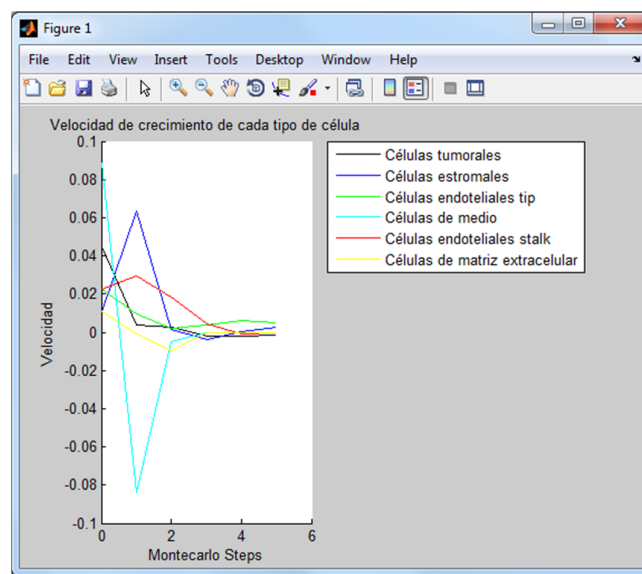 Figure 1
File Edit View Insert Tools Desktop Window Help
Velocidad de crecimiento de cada tipo de célula
0.1
0.08
0.06
0.04
0.02
0
-0.02
-0.04
-0.06
-0.08
-0.1
0 2 4 6
Velocidad
Montecarlo Steps
Células tumorales
Células estromales
Células endoteliales tip
Células de medio
Células endoteliales stalk
Células de matriz extracelular